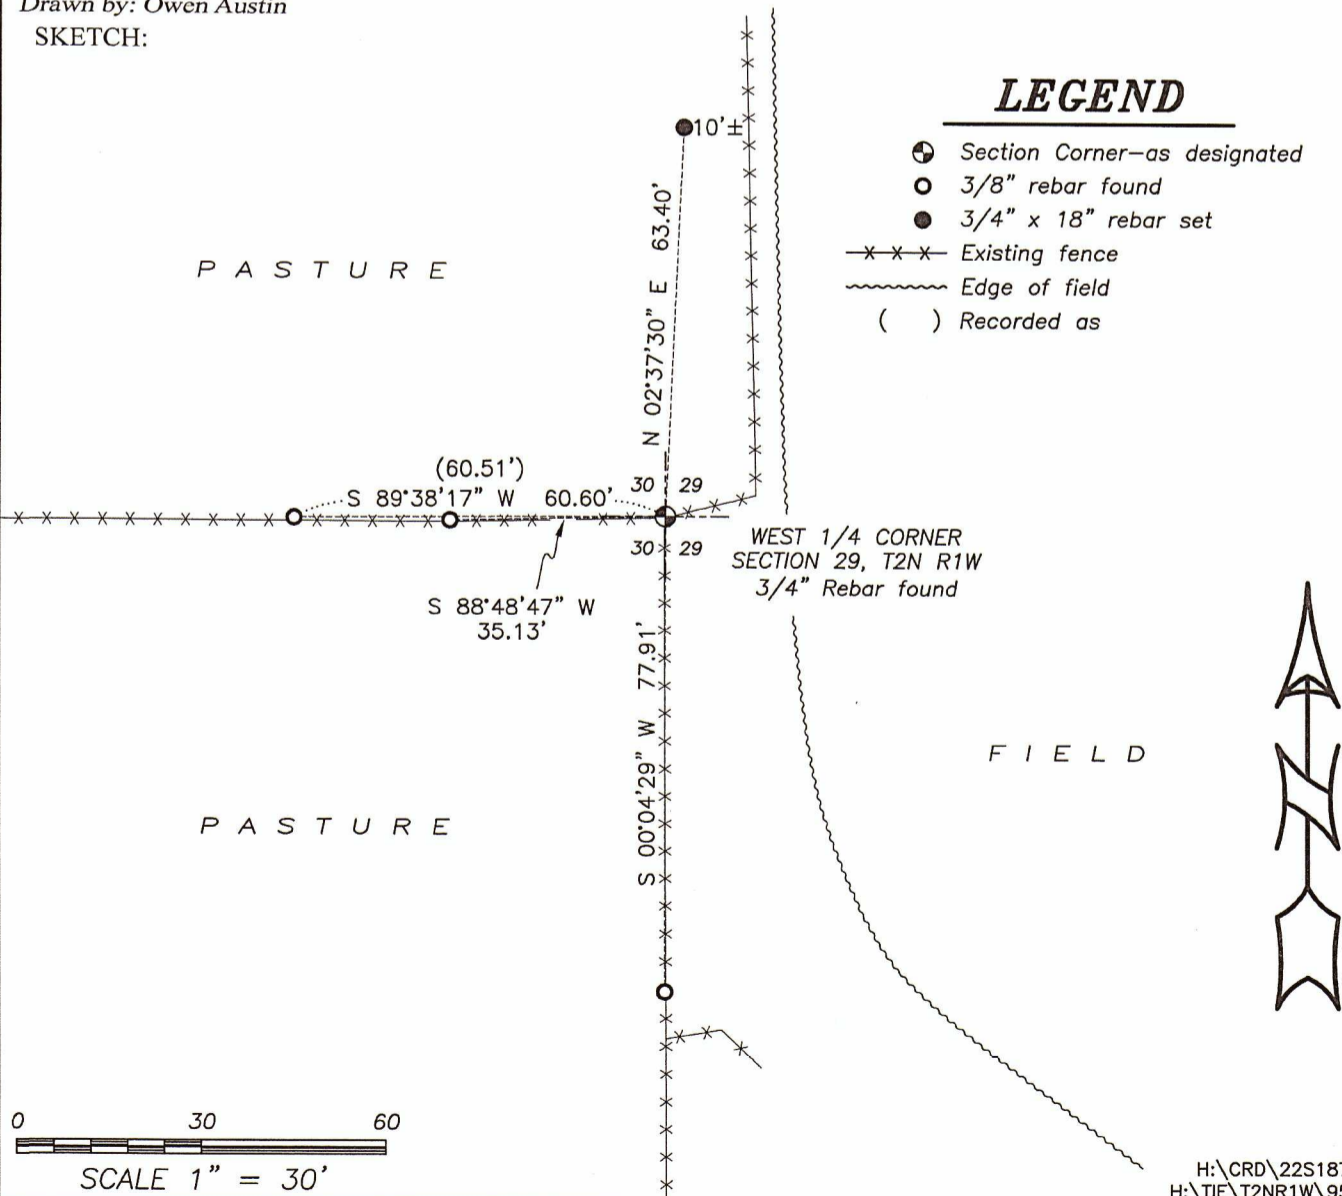 Drawn by: Owen Austin
SKETCH:
LEGEND
Section Corner—as designated
3/8" rebar found
3/4" x 18" rebar set
Existing fence
Edge of field
( ) Recorded as
10'±
N 02°37'30" E 63.40'
PASTURE
(60.51')
S 89°38'17" W 60.60'
30 29
30 29
WEST 1/4 CORNER
SECTION 29, T2N R1W
3/4" Rebar found
S 88°48'47" W
35.13'
S 00°04'29" W 77.91'
FIELD
PASTURE
N
0 30 60
SCALE 1" = 30'